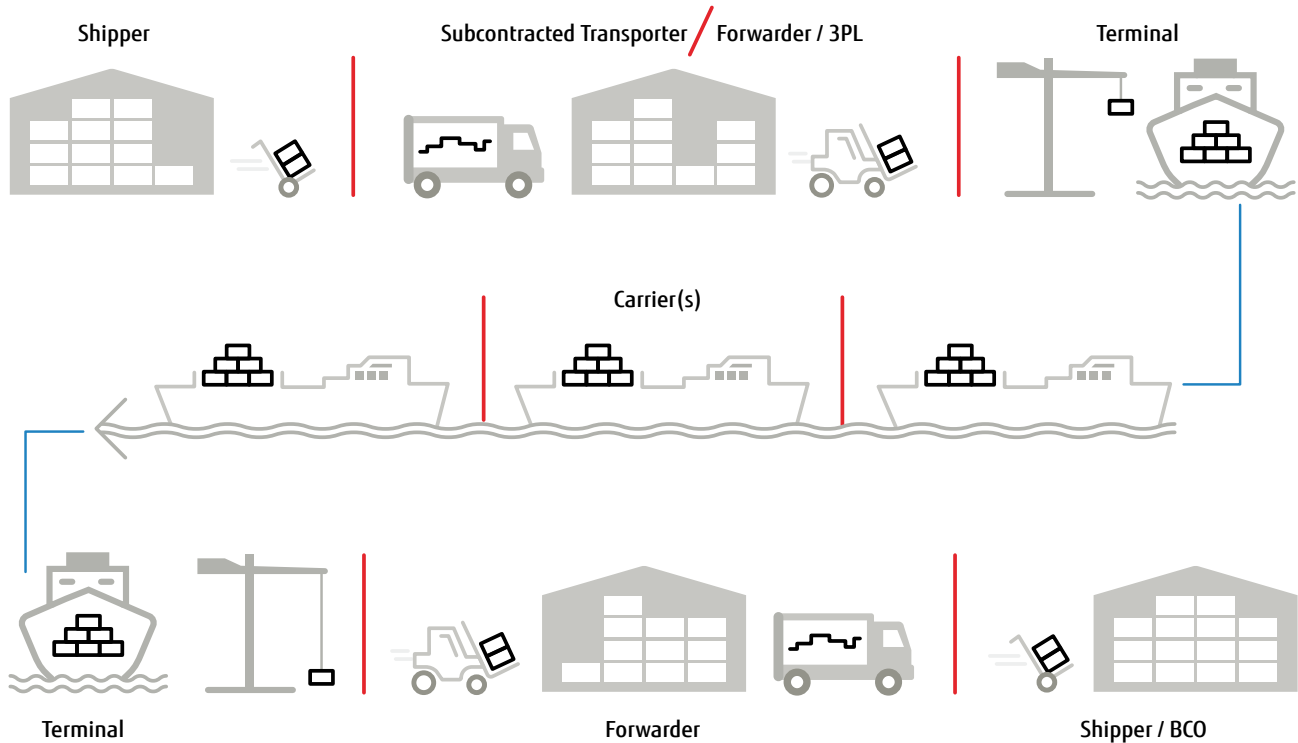 Shipper
Subcontracted Transporter / Forwarder / 3PL
Terminal
Carrier(s)
Terminal
Forwarder
Shipper / BCO